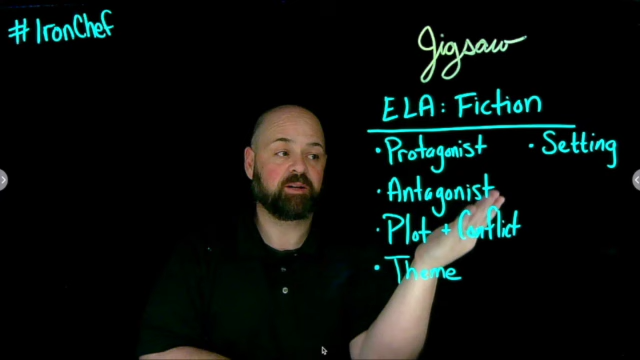 #IronChef
Jigsaw
ELA: Fiction
• Protagonist
• Setting
• Antagonist
• Plot + Conflict
• Theme